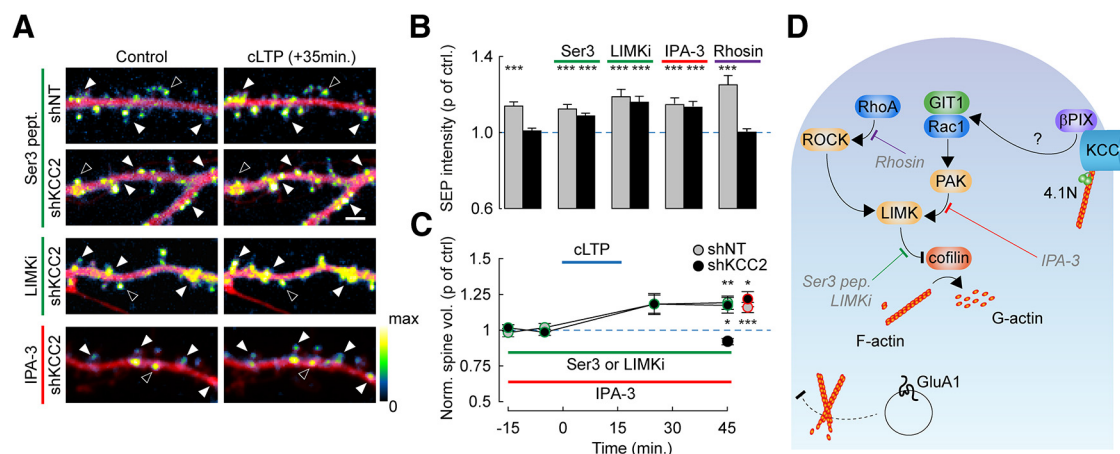 A
Control
cLTP (+35min.)
Ser3 pept.
shNT
shKCC2
LIMKi
shKCC2
IPA-3
shKCC2
max
0
B
Ser3
LIMKi
IPA-3
Rhosin
***
*** ***
*** ***
*** ***
***
SEP intensity (p of ctrl.)
1.4
1.0
0.6
C
cLTP
shNT
shKCC2
** *
* ***
Norm. spine vol. (p of ctrl)
1.5
1.25
1
0.75
0.5
Ser3 or LIMKi
IPA-3
-15 0 15 30 45 60
Time (min.)
D
RhoA
GIT1
βPIX
ROCK
Rac1
?
KCC
Rhosin
PAK
4.1N
LIMK
cofilin
IPA-3
Ser3 pep.
LIMKi
G-actin
F-actin
GluA1